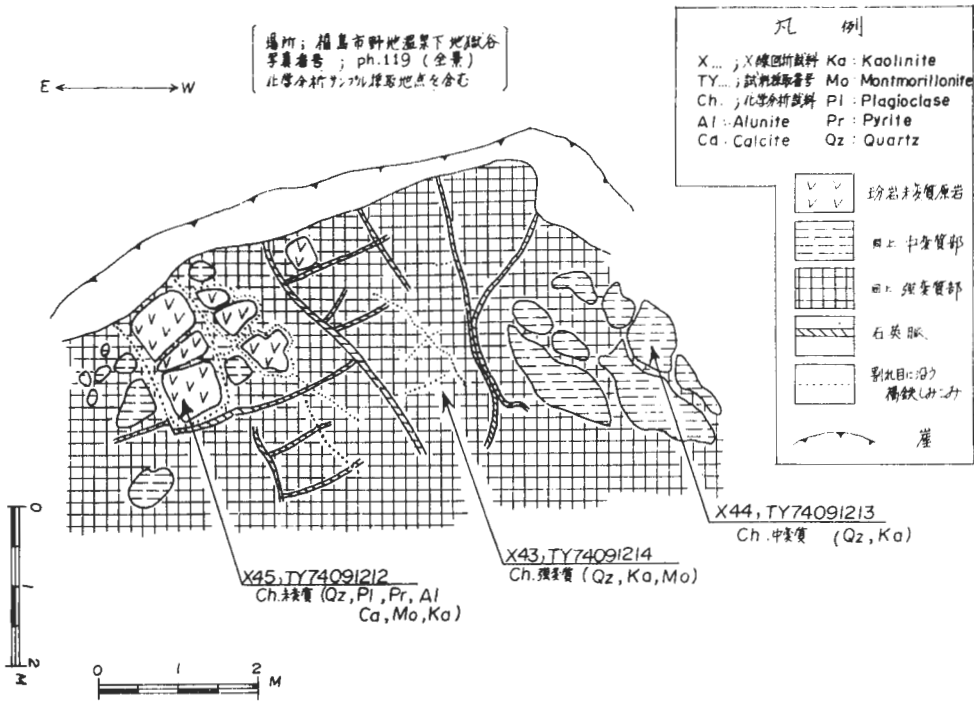 場所; 福島市野地温泉下地獄谷
写真番号; ph.119 (全景)
化学分析サンプル採取地点を含む
E W
凡 例
X...; X線回折試料 Ka: Kaolinite
TY...; 試料採取番号 Mo: Montmorillonite
Ch. ; 化学分析試料 Pl: Plagioclase
Al: Alunite Pr: Pyrite
Ca: Calcite Qz: Quartz
玢岩未変質原岩
同上 中変質部
同上 強変質部
石英脈
割れ目に沿う
褐鉄しみこみ
崖
X44, TY74091213
Ch.中変質 (Qz, Ka)
X43, TY74091214
Ch.強変質 (Qz, Ka, Mo)
X45, TY74091212
Ch.未変質 (Qz, Pl, Pr, Al
Ca, Mo, Ka)
0
1
2
M
0 1 2
M